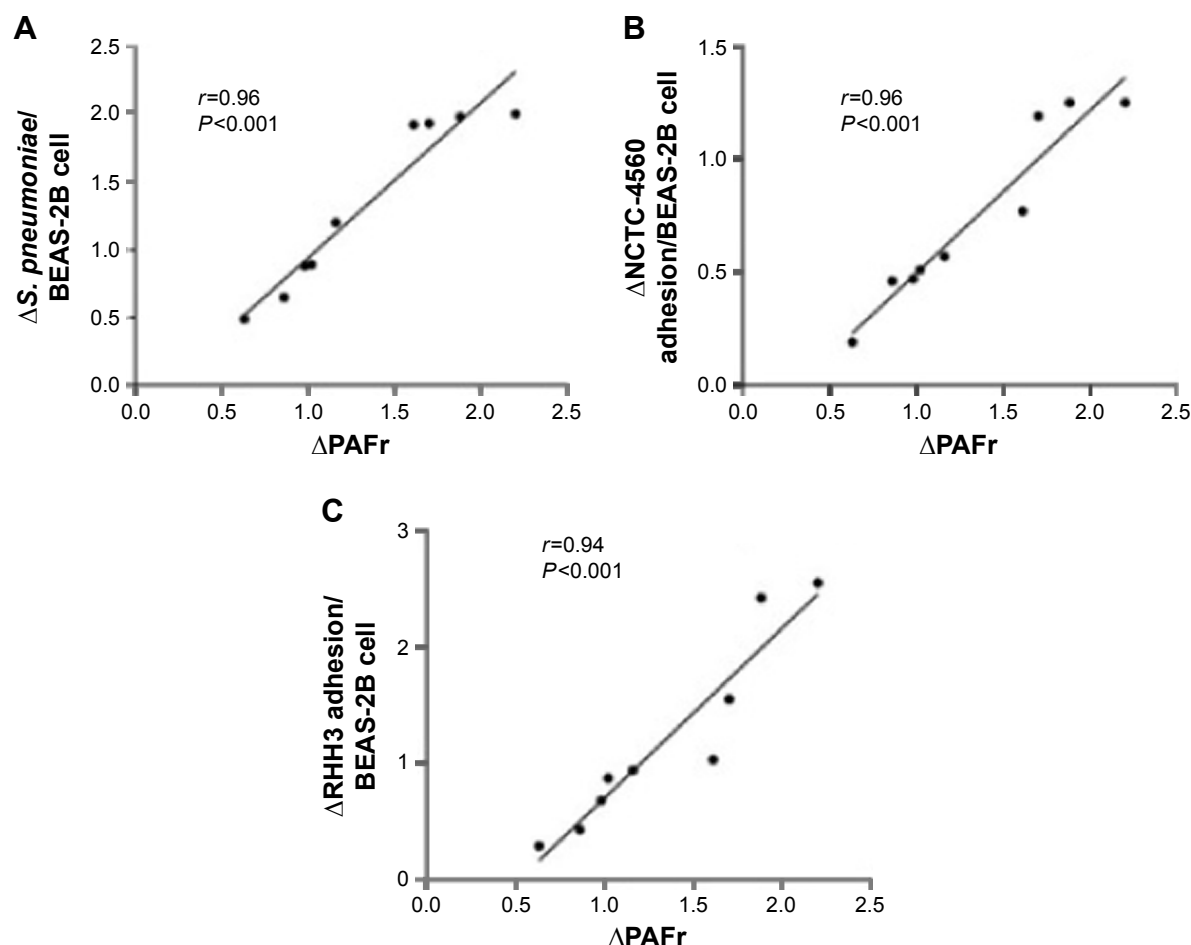 A
ΔS. pneumoniae/
BEAS-2B cell
2.5
2.0
1.5
1.0
0.5
0.0
r=0.96
P<0.001
0.0 0.5 1.0 1.5 2.0 2.5
ΔPAFr
B
ΔNCTC-4560
adhesion/BEAS-2B cell
1.5
1.0
0.5
0.0
r=0.96
P<0.001
0.0 0.5 1.0 1.5 2.0 2.5
ΔPAFr
C
ΔRHH3 adhesion/
BEAS-2B cell
3
2
1
0
r=0.94
P<0.001
0.0 0.5 1.0 1.5 2.0 2.5
ΔPAFr